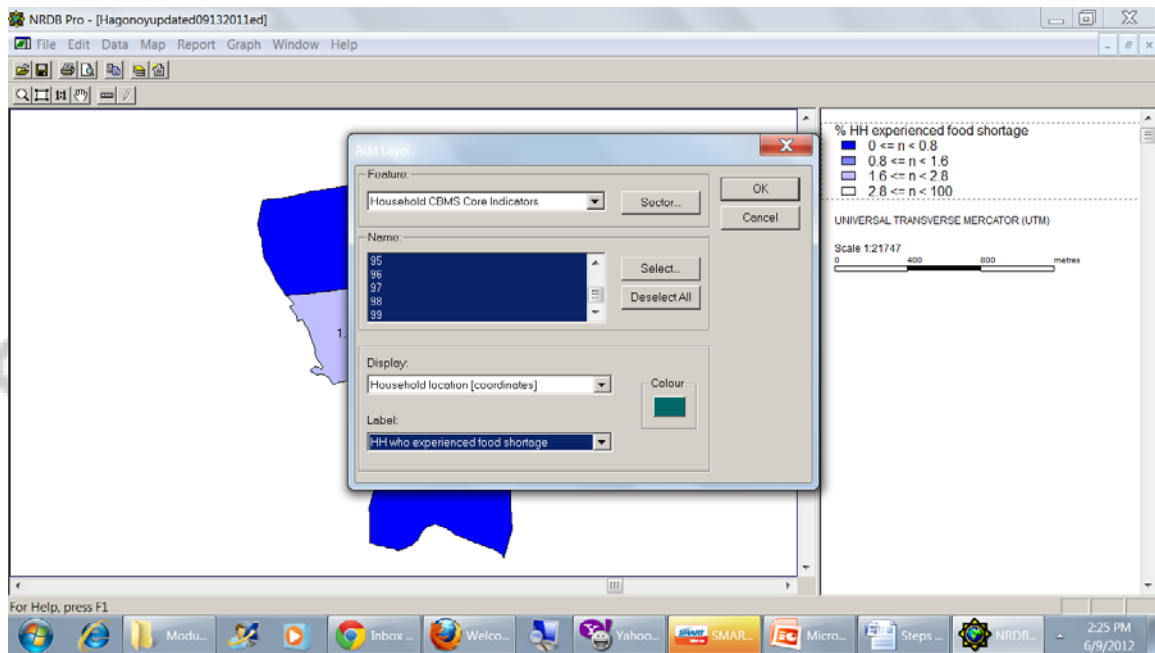 NRDB Pro - [Hagonoyupdated09132011ed]
File Edit Data Map Report Graph Window Help
1:1
Add Layer
Feature:
Household CBMS Core Indicators
Sector...
OK
Cancel
Name:
95
96
97
98
99
Select...
Deselect All
Display:
Household location [coordinates]
Colour
Label:
HH who experienced food shortage
1.
% HH experienced food shortage
0 <= n < 0.8
0.8 <= n < 1.6
1.6 <= n < 2.8
2.8 <= n < 100
UNIVERSAL TRANSVERSE MERCATOR (UTM)
Scale 1:21747
0 400 800 metres
For Help, press F1
Modu... Inbox ... Welco... Yahoo... SMART SMAR... Micro... Steps ... NRDB...
2:25 PM
6/9/2012